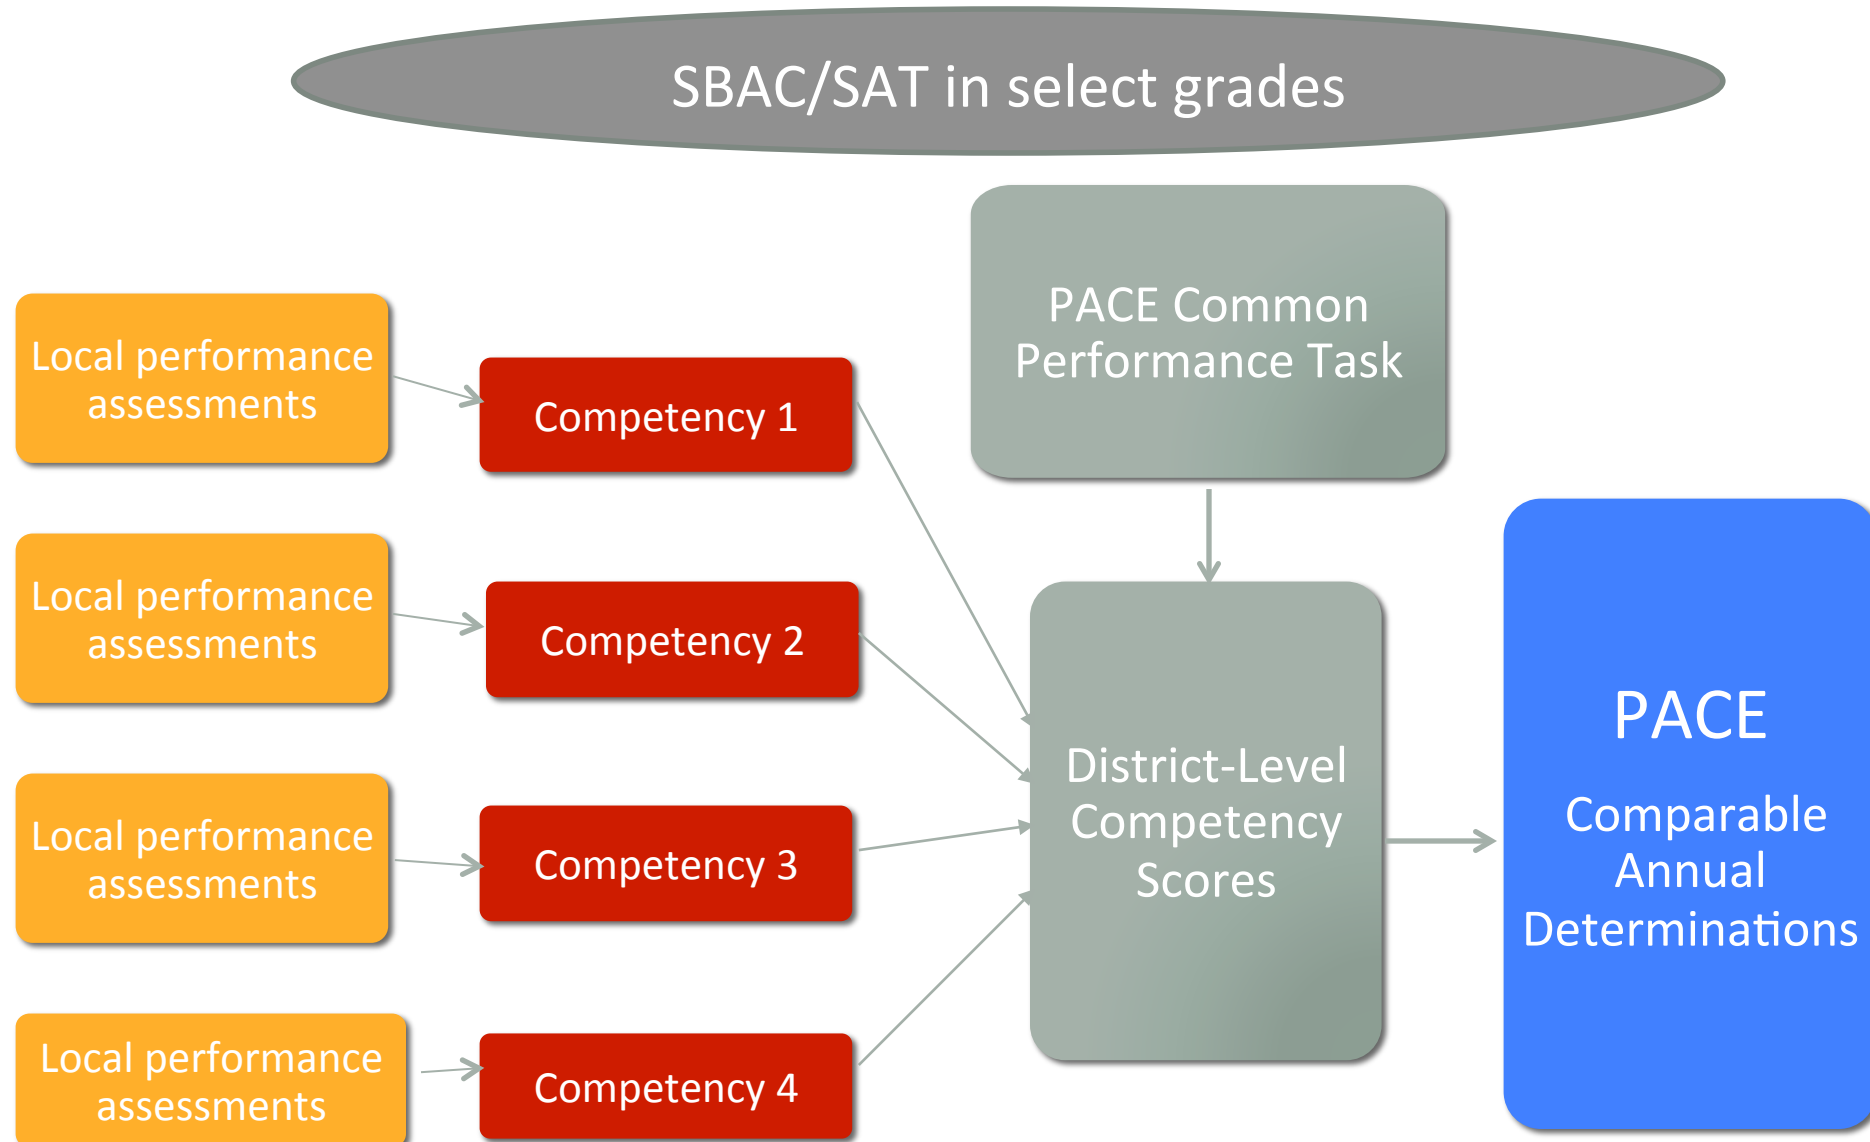 SBAC/SAT in select grades
PACE Common
Performance Task
Local performance
assessments
Competency 1
Local performance
assessments
Competency 2
Local performance
assessments
Competency 3
Local performance
assessments
Competency 4
District-Level
Competency
Scores
PACE
Comparable
Annual
Determinations